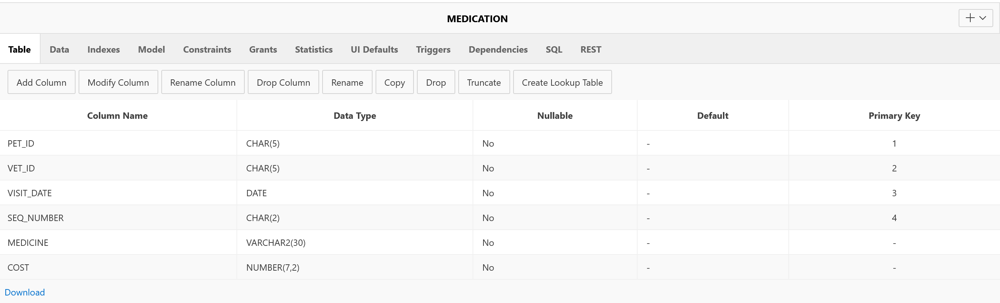 MEDICATION
Table Data Indexes Model Constraints Grants Statistics UI Defaults Triggers Dependencies SQL REST
Add Column Modify Column Rename Column Drop Column Rename Copy Drop Truncate Create Lookup Table
Column Name Data Type Nullable Default Primary Key
PET_ID CHAR(5) No - 1
VET_ID CHAR(5) No - 2
VISIT_DATE DATE No - 3
SEQ_NUMBER CHAR(2) No - 4
MEDICINE VARCHAR2(30) No - -
COST NUMBER(7,2) No - -
Download